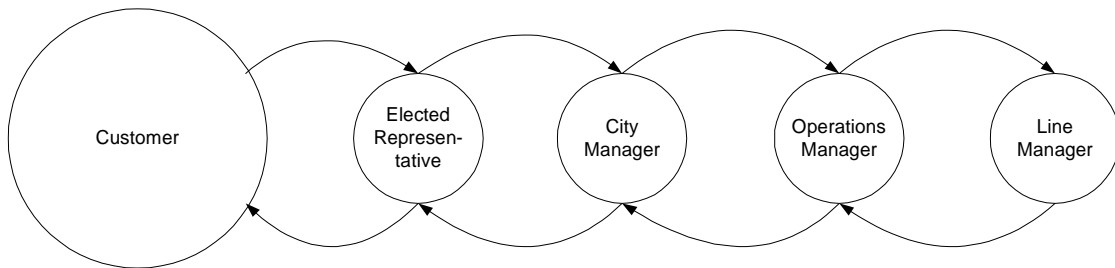 Customer
Elected
Represen-
tative
City
Manager
Operations
Manager
Line
Manager